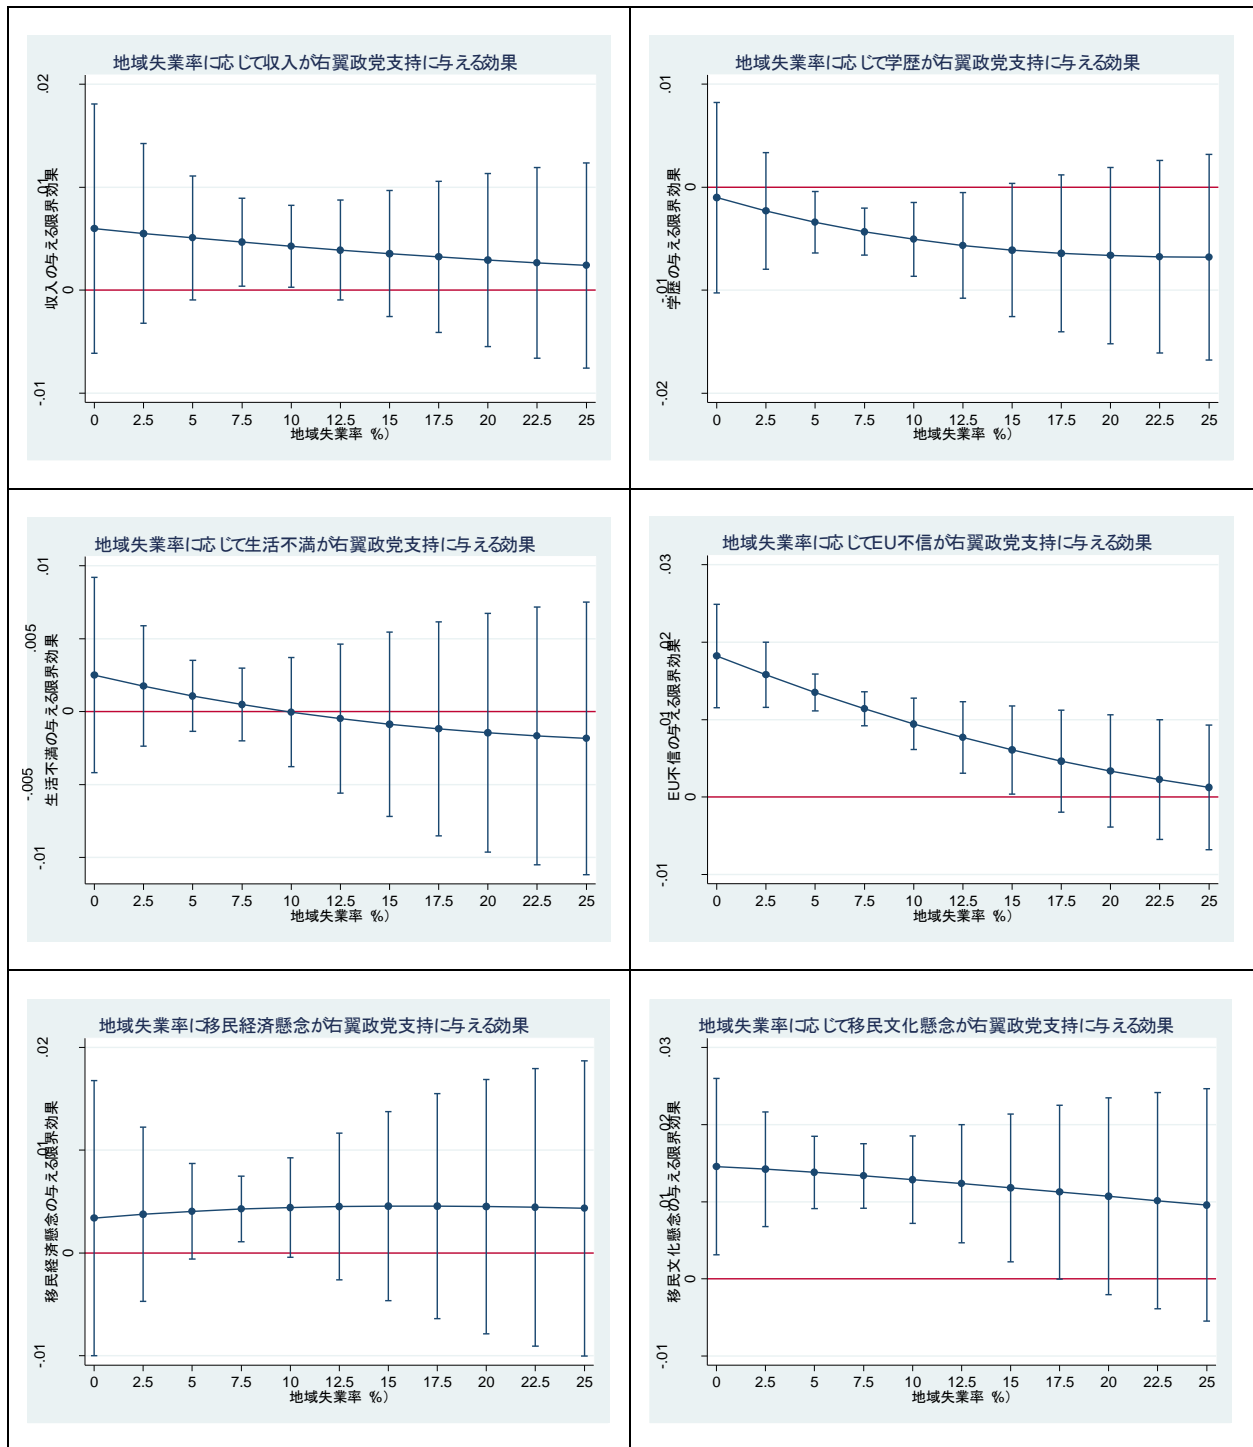 地域失業率に応じて収入が右翼政党支持に与える効果
収入の与える限界効果
.02
.01
0
-.01
0 2.5 5 7.5 10 12.5 15 17.5 20 22.5 25
地域失業率 %)
地域失業率に応じて学歴が右翼政党支持に与える効果
学歴の与える限界効果
.01
0
-.01
-.02
0 2.5 5 7.5 10 12.5 15 17.5 20 22.5 25
地域失業率 %)
地域失業率に応じて生活不満が右翼政党支持に与える効果
生活不満の与える限界効果
.01
.005
0
-.005
-.01
0 2.5 5 7.5 10 12.5 15 17.5 20 22.5 25
地域失業率 %)
地域失業率に応じてEU不信が右翼政党支持に与える効果
EU不信の与える限界効果
.03
.02
.01
0
-.01
0 2.5 5 7.5 10 12.5 15 17.5 20 22.5 25
地域失業率 %)
地域失業率に移民経済懸念が右翼政党支持に与える効果
移民経済懸念の与える限界効果
.02
.01
0
-.01
0 2.5 5 7.5 10 12.5 15 17.5 20 22.5 25
地域失業率 %)
地域失業率に応じて移民文化懸念が右翼政党支持に与える効果
移民文化懸念の与える限界効果
.03
.02
.01
0
-.01
0 2.5 5 7.5 10 12.5 15 17.5 20 22.5 25
地域失業率 %)